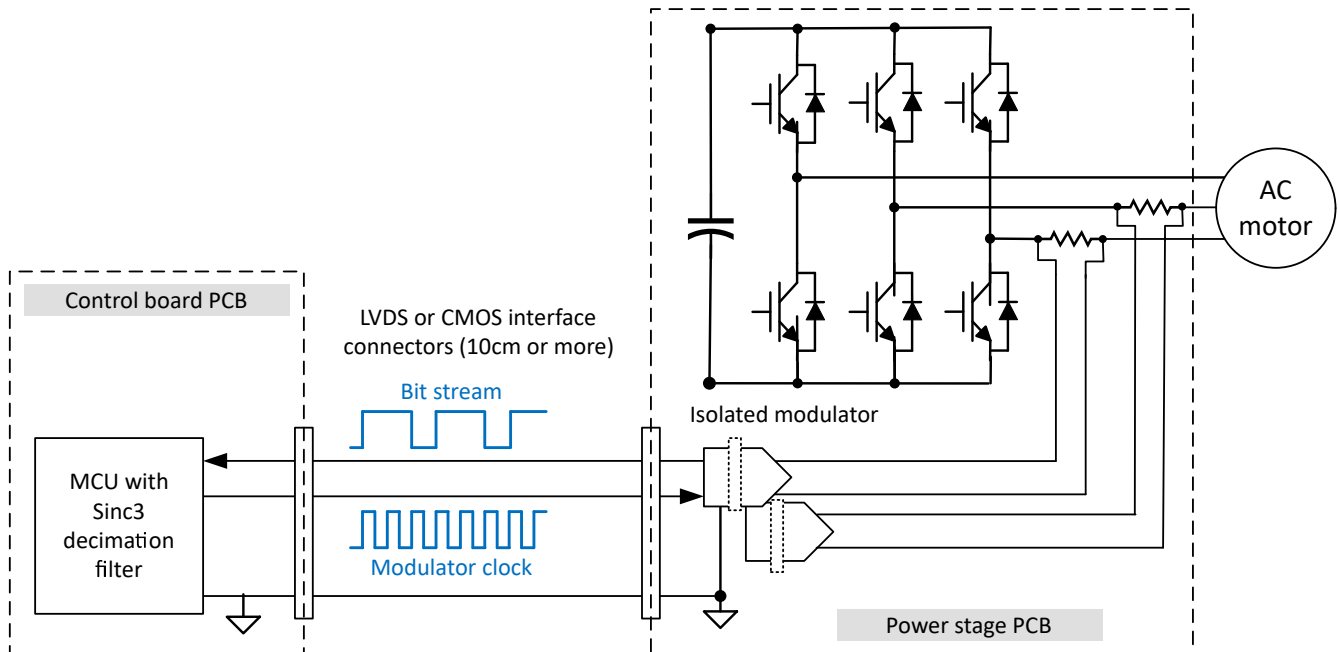 AC
motor
Control board PCB
LVDS or CMOS interface
connectors (10cm or more)
Bit stream
Isolated modulator
MCU with
Sinc3
decimation
filter
Modulator clock
Power stage PCB